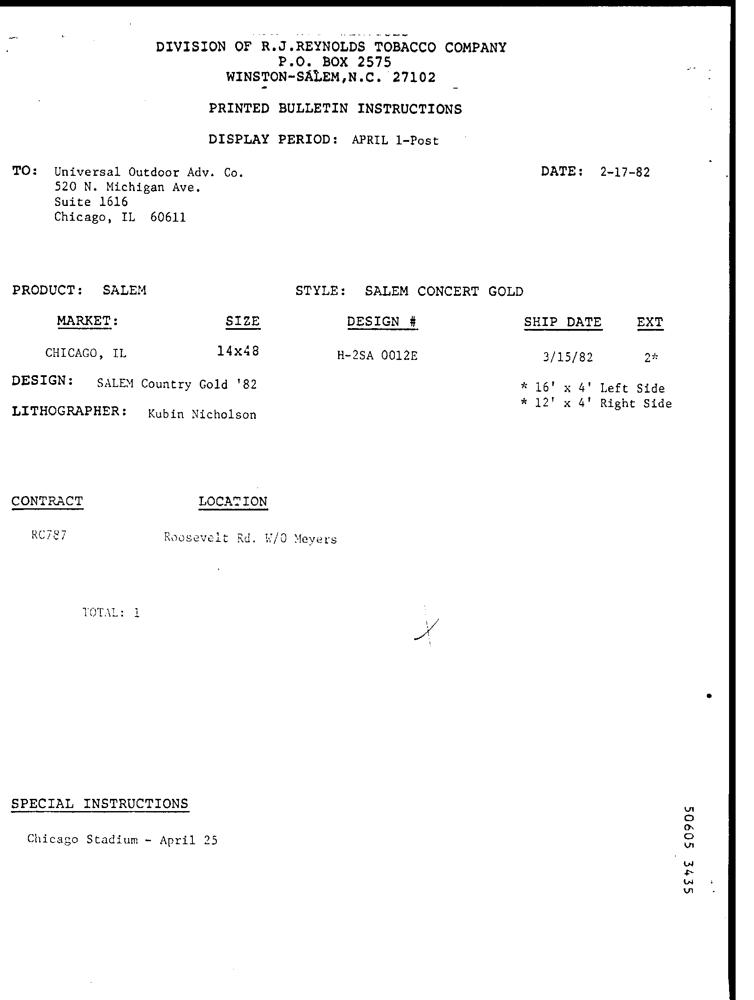 DIVISION OF R.J.REYNOLDS TOBACCO COMPANY
P.O. BOX 2575
WINSTON-SALEM,N.C. 27102
PRINTED BULLETIN INSTRUCTIONS
DISPLAY PERIOD: APRIL 1-Post
TO: Universal Outdoor Adv. Co. DATE: 2-17-82
520 N. Michigan Ave.
Suite 1616
Chicago, IL 60611
PRODUCT: SALEM STYLE: SALEM CONCERT GOLD
MARKET: SIZE DESIGN # SHIP DATE EXT
CHICAGO, IL 14x48 H-2SA 0012E 3/15/82 2*
DESIGN: SALEM Country Gold '82 * 16' x 4' Left Side
* 12' x 4' Right Side
LITHOGRAPHER: Kubin Nicholson
CONTRACT LOCATION
RC787 Roosevelt Rd. W/O Meyers
TOTAL: 1
SPECIAL INSTRUCTIONS
Chicago Stadium - April 25
50605 3435